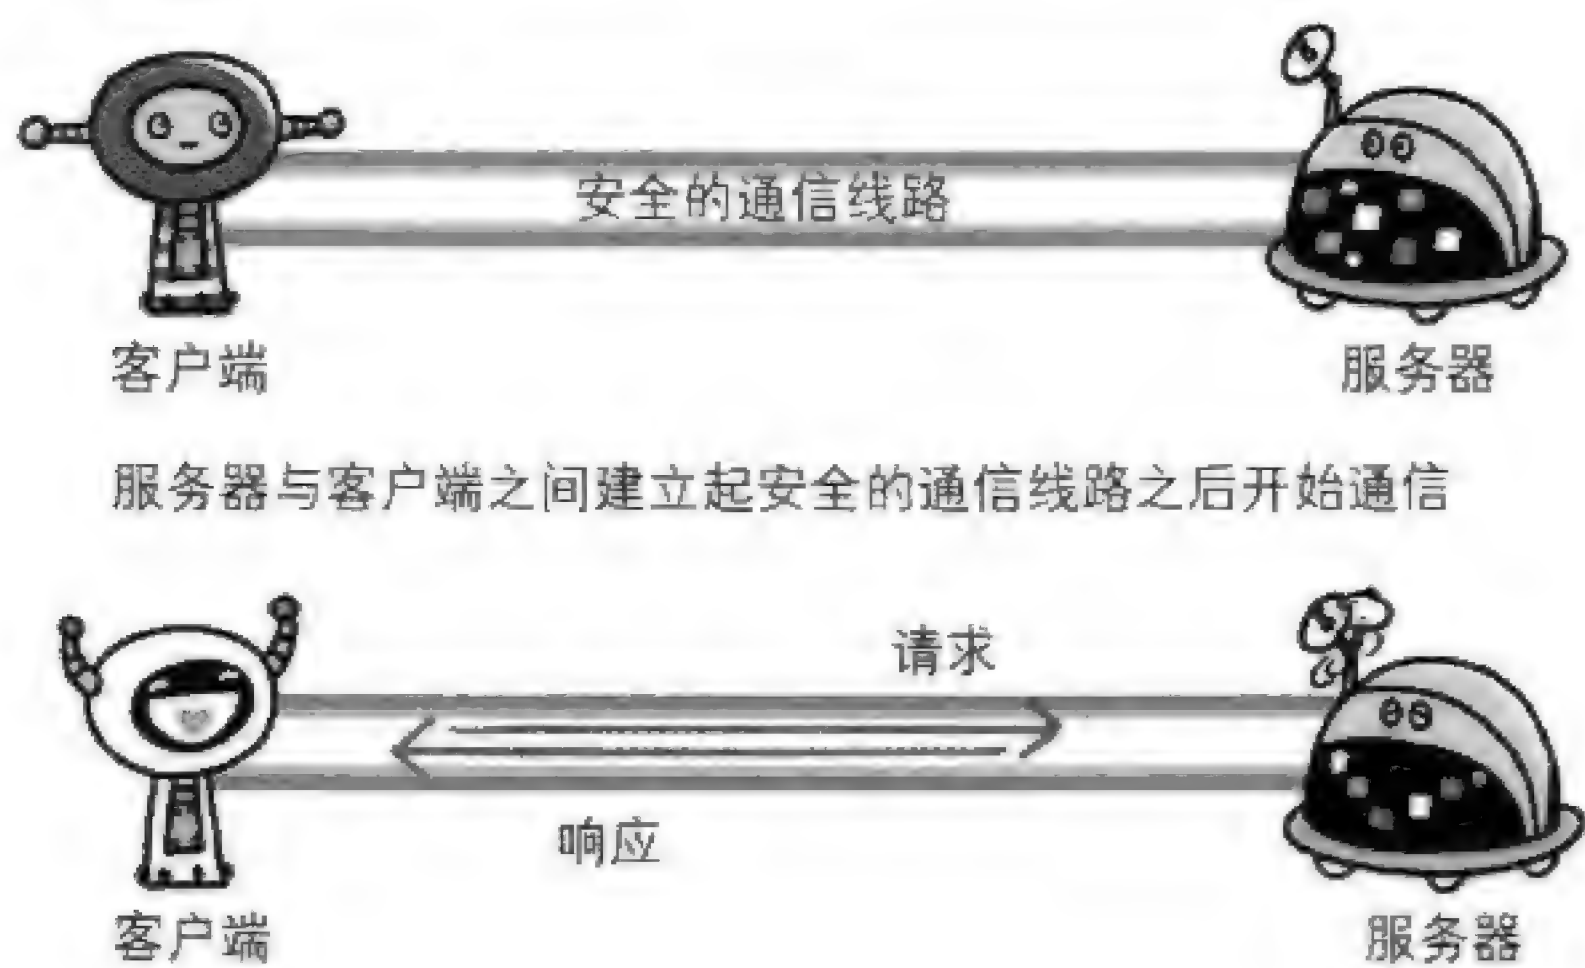 安全的通信线路
客户端
服务器
服务器与客户端之间建立起安全的通信线路之后开始通信
请求
响应
客户端
服务器